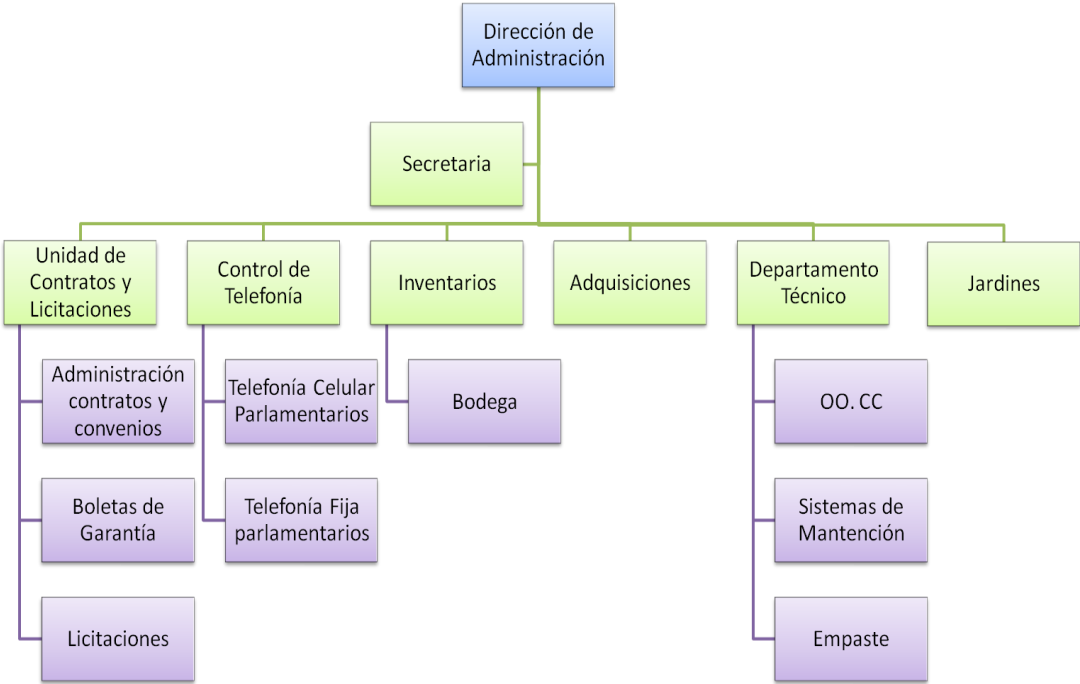 Dirección de
Administración
Secretaria
Unidad de
Contratos y
Licitaciones
Control de
Telefonía
Inventarios
Adquisiciones
Departamento
Técnico
Jardines
Administración
contratos y
convenios
Telefonía Celular
Parlamentarios
Bodega
OO. CC
Boletas de
Garantía
Telefonía Fija
parlamentarios
Sistemas de
Mantención
Licitaciones
Empaste